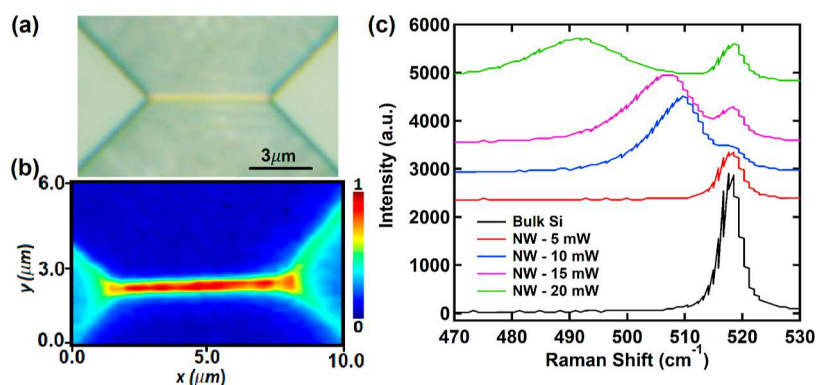 (a)
3μm
(b)
6.0
3.0
0.0
y (μm)
0.0
5.0
10.0
x (μm)
1
0
(c)
6000
5000
4000
3000
2000
1000
0
Intensity (a.u.)
Bulk Si
NW - 5 mW
NW - 10 mW
NW - 15 mW
NW - 20 mW
470 480 490 500 510 520 530
Raman Shift (cm⁻¹)